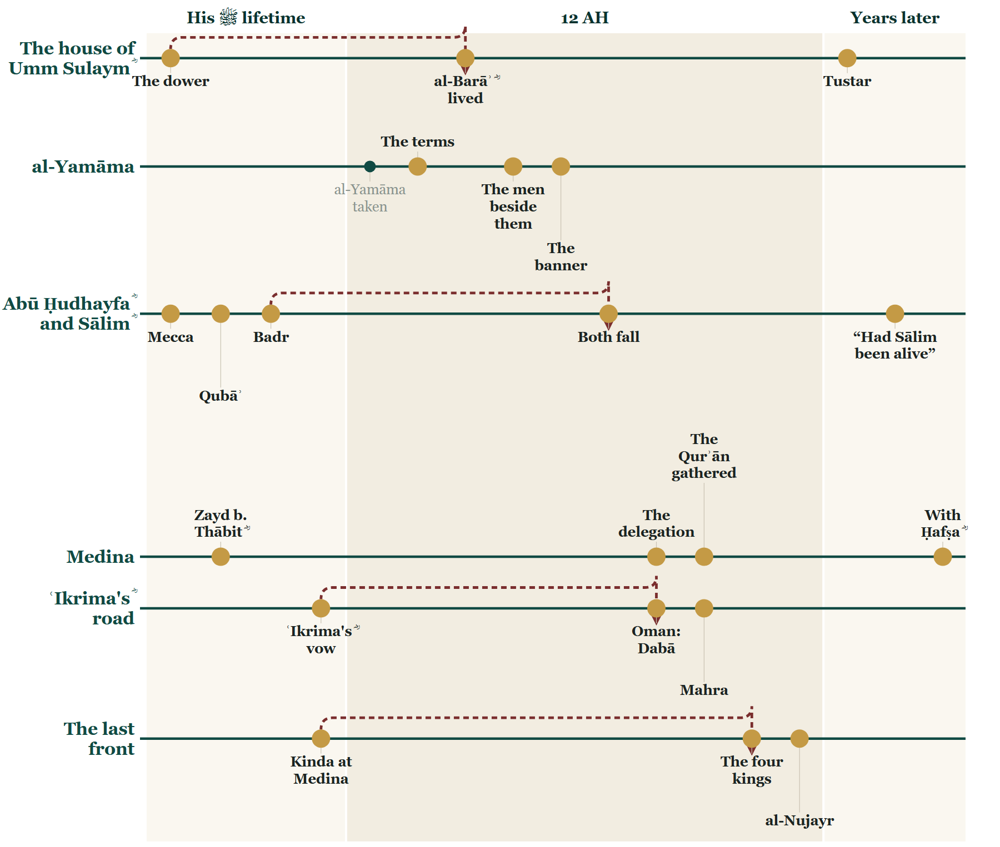 His ﷺ lifetime
12 AH
Years later
The house of
Umm Sulaym
The dower
al-Barāʾ
lived
Tustar
The terms
al-Yamāma
al-Yamāma
taken
The men
beside
them
The
banner
Abū Ḥudhayfa
and Sālim
Mecca
Badr
Both fall
“Had Sālim
been alive”
Qubāʾ
The
Qurʾān
gathered
Zayd b.
Thābit
The
delegation
With
Ḥafṣa
Medina
ʿIkrima's
road
ʿIkrima's
vow
Oman:
Dabā
Mahra
The last
front
Kinda at
Medina
The four
kings
al-Nujayr